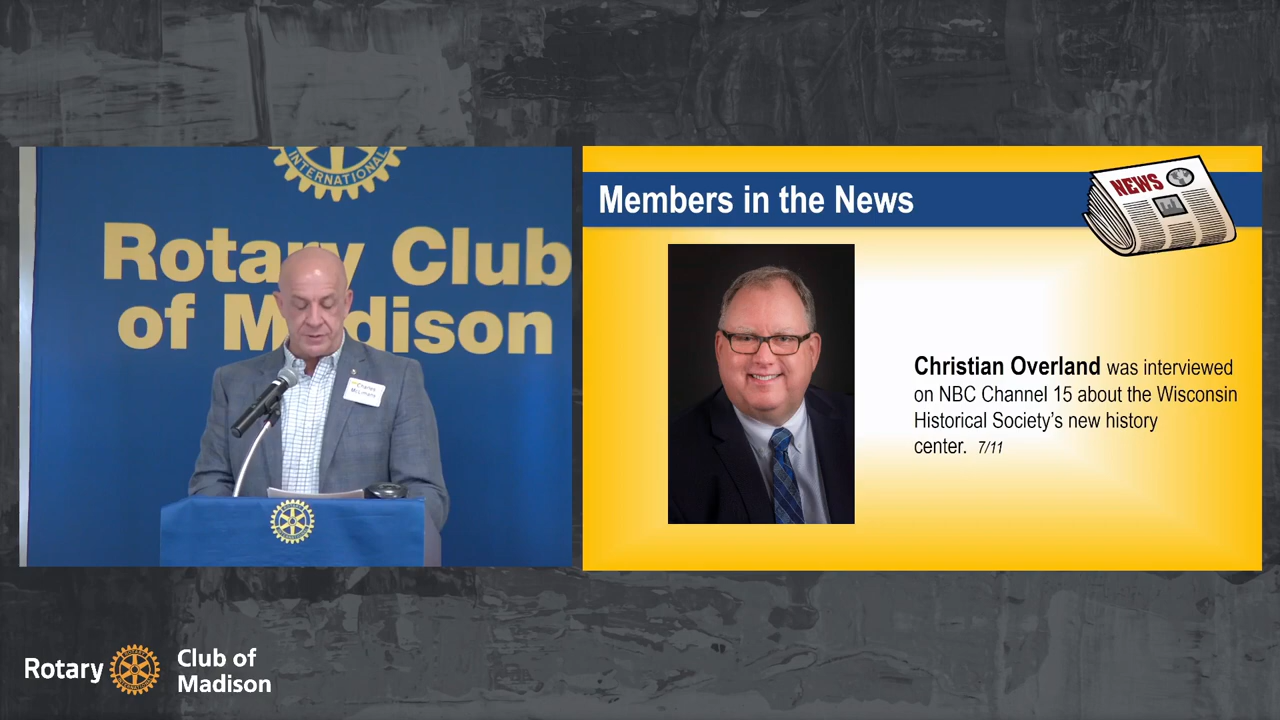 INTERNATIONAL
Rotary Club
of Madison
Charles
Members in the News
NEWS
Christian Overland was interviewed
on NBC Channel 15 about the Wisconsin
Historical Society's new history
center. 7/11
Rotary
Club of
Madison